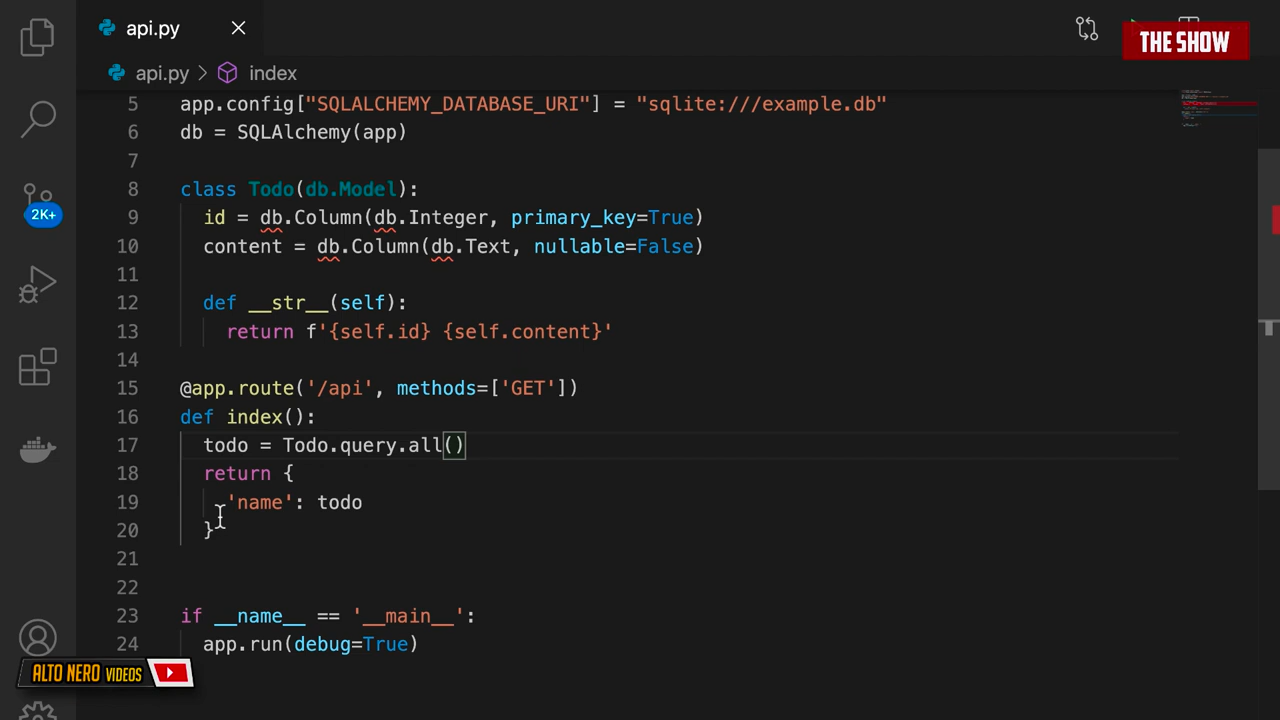 api.py
THE SHOW
api.py > index
5 app.config["SQLALCHEMY_DATABASE_URI"] = "sqlite:///example.db"
6 db = SQLAlchemy(app)
7
8 class Todo(db.Model):
9 id = db.Column(db.Integer, primary_key=True)
10 content = db.Column(db.Text, nullable=False)
11
12 def __str__(self):
13 return f'{self.id} {self.content}'
14
15 @app.route('/api', methods=['GET'])
16 def index():
17 todo = Todo.query.all()
18 return {
19 'name': todo
20 }
21
22
23 if __name__ == '__main__':
24 app.run(debug=True)
2K+
ALTO NERO VIDEOS